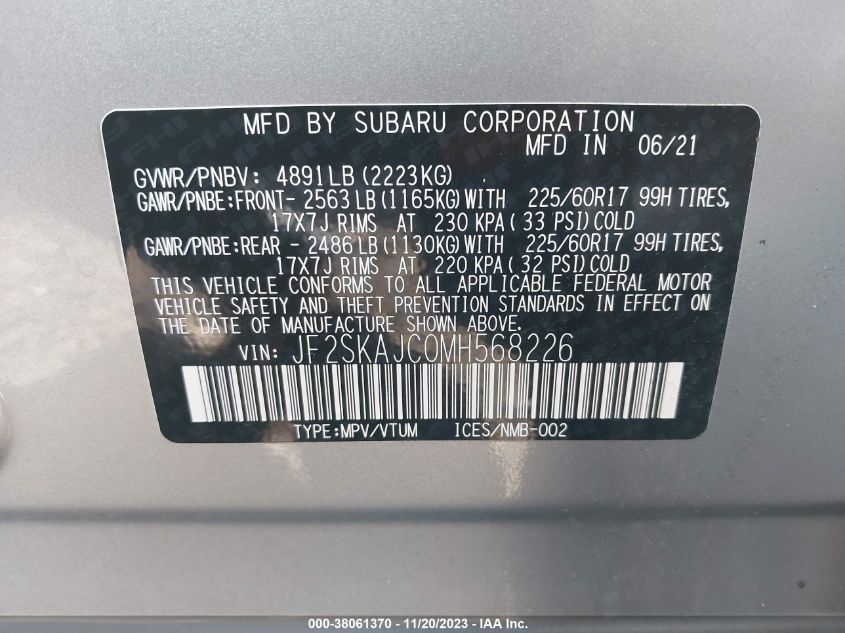 MFD BY SUBARU CORPORATION
MFD IN 06/21
GVWR/PNBV: 4891LB (2223KG)
GAWR/PNBE:FRONT- 2563LB (1165KG) WITH 225/60R17 99H TIRES,
17X7J RIMS AT 230 KPA ( 33 PSI) COLD
GAWR/PNBE:REAR - 2486LB (1130KG) WITH 225/60R17 99H TIRES,
17X7J RIMS AT 220 KPA ( 32 PSI) COLD
THIS VEHICLE CONFORMS TO ALL APPLICABLE FEDERAL MOTOR
VEHICLE SAFETY AND THEFT PREVENTION STANDARDS IN EFFECT ON
THE DATE OF MANUFACTURE SHOWN ABOVE.
VIN: JF2SKAJC0MH568226
TYPE:MPV/VTUM ICES/NMB-002
000-38061370 - 11/20/2023 - IAA Inc.